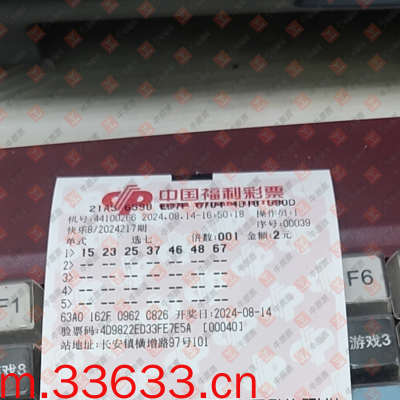 中国福利彩票
机号:44100266 2024.08.14-16:50:18 操作员:1
快乐8/2024217期 序号:00039
单式 选七 倍数:001 金额:2元
1> 15 23 25 37 46 48 67
2> -- -- -- -- -- -- --
3> -- -- -- -- -- -- --
4> -- -- -- -- -- -- --
5> -- -- -- -- -- -- --
63A0 162F 0962 C826 开奖日:2024-08-14
股票码:4D9822ED33FE7E5A [00040]
站地址:长安镇横增路97号101
F1
F6
游戏3
m.33633.cn